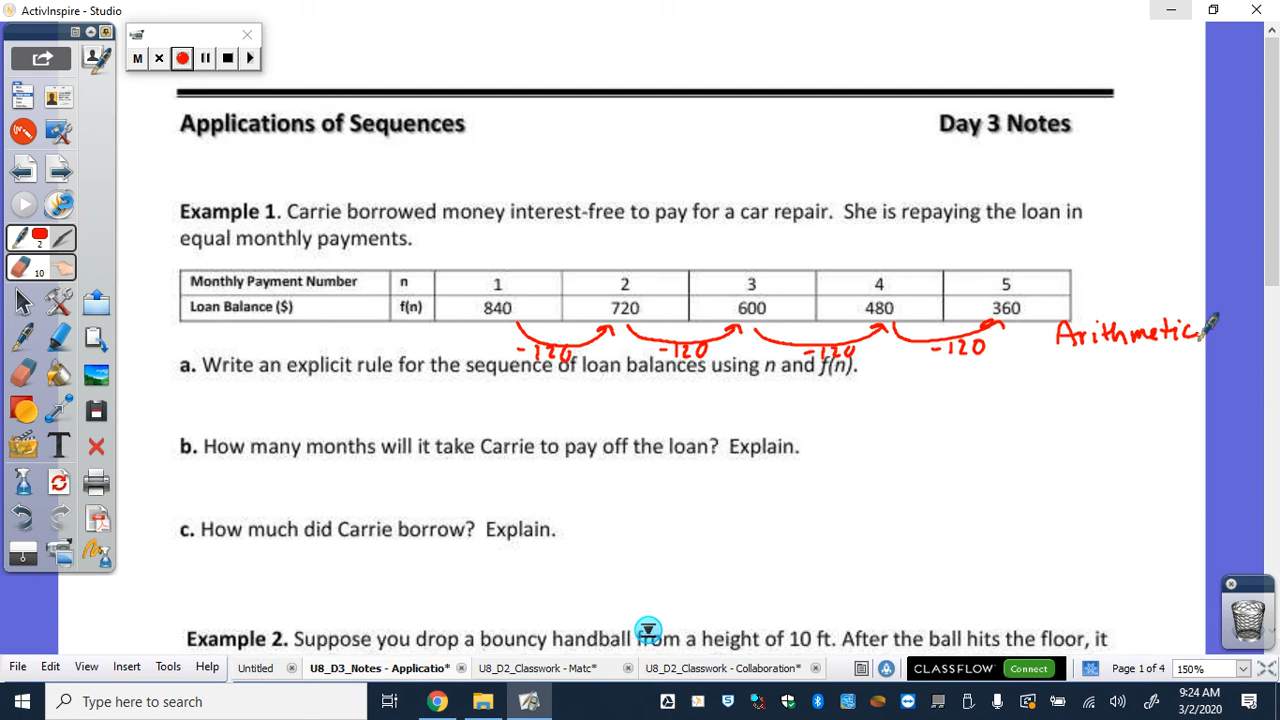 ActivInspire - Studio
M
Applications of Sequences Day 3 Notes
Example 1. Carrie borrowed money interest-free to pay for a car repair. She is repaying the loan in
equal monthly payments.
Monthly Payment Number n 1 2 3 4 5
Loan Balance ($) f(n) 840 720 600 480 360
-120 -120 -120 -120 Arithmetic
a. Write an explicit rule for the sequence of loan balances using n and f(n).
b. How many months will it take Carrie to pay off the loan? Explain.
c. How much did Carrie borrow? Explain.
Example 2. Suppose you drop a bouncy handball from a height of 10 ft. After the ball hits the floor, it
2
10
File Edit View Insert Tools Help Untitled U8_D3_Notes - Applicatio* U8_D2_Classwork - Matc* U8_D2_Classwork - Collaboration* CLASSFLOW Connect Page 1 of 4 150%
Type here to search
9:24 AM
3/2/2020